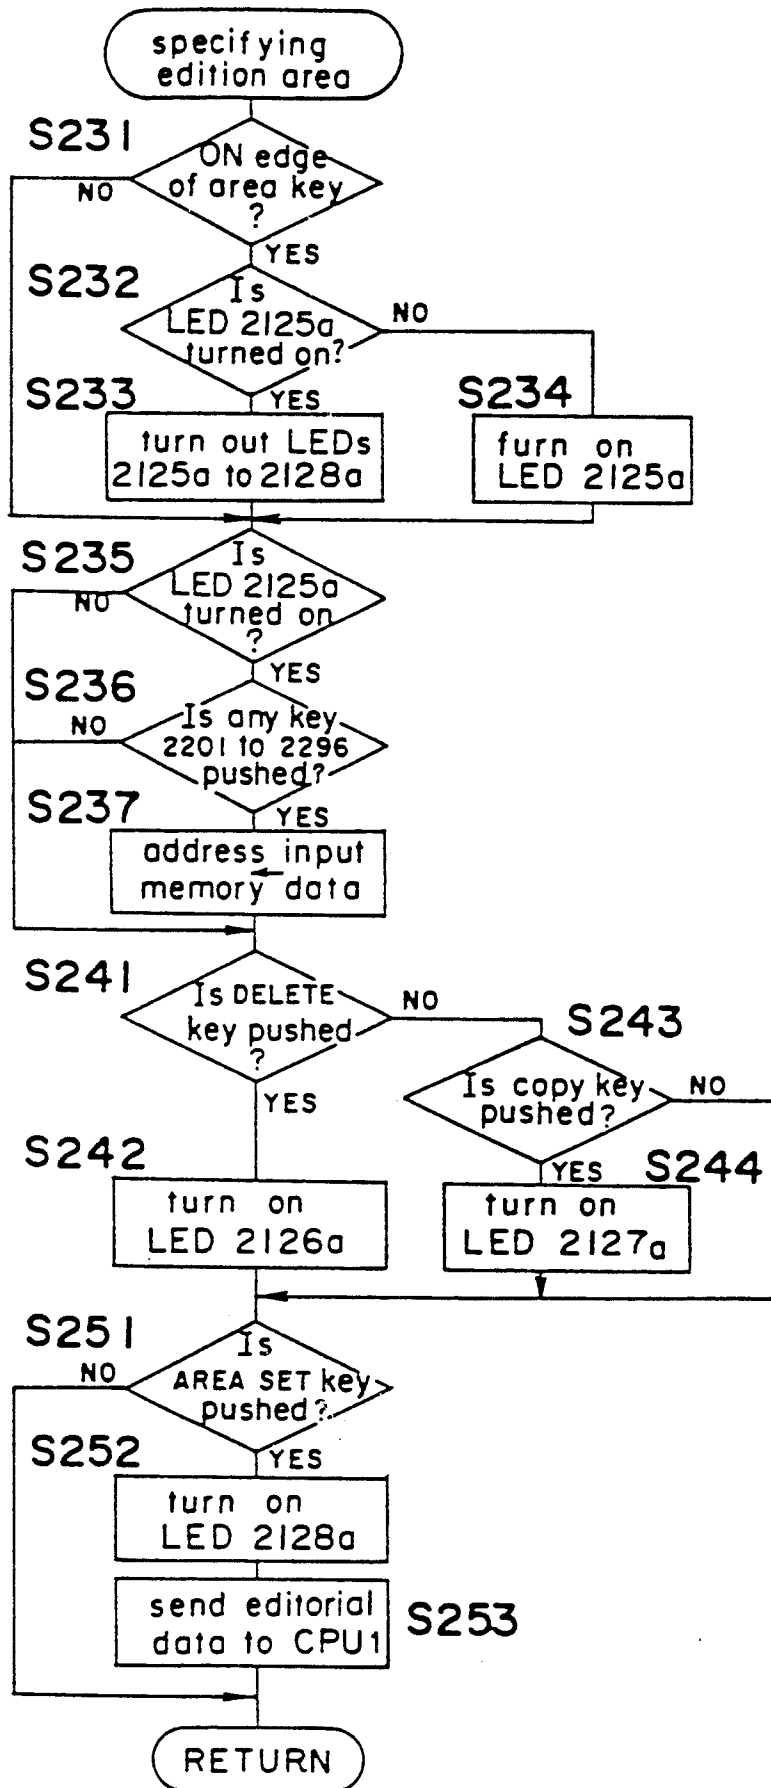 specifying
edition area
S231
ON edge
of area key
?
NO
YES
S232
Is
LED 2125a
turned on?
NO
YES
S233
turn out LEDs
2125a to 2128a
S234
furn on
LED 2125a
S235
Is
LED 2125a
turned on
?
NO
YES
S236
Is any key
2201 to 2296
pushed?
NO
YES
S237
address input
memory ← data
S241
Is DELETE
key pushed
?
NO
YES
S243
Is copy key
pushed?
NO
YES
S242
turn on
LED 2126a
S244
turn on
LED 2127a
S251
Is
AREA SET key
pushed?
NO
YES
S252
turn on
LED 2128a
send editorial
data to CPU1
S253
RETURN